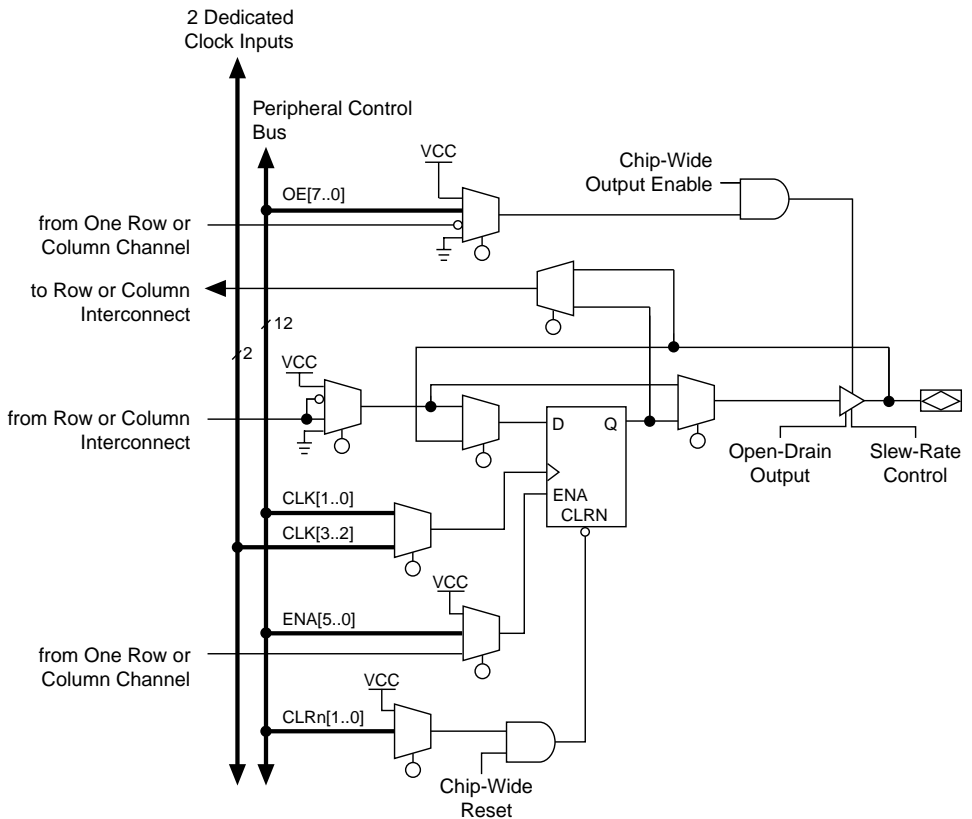 2 Dedicated
Clock Inputs
Peripheral Control
Bus
VCC
OE[7..0]
Chip-Wide
Output Enable
from One Row or
Column Channel
to Row or Column
Interconnect
12
2
VCC
from Row or Column
Interconnect
D Q
ENA
CLRN
Open-Drain
Output
Slew-Rate
Control
CLK[1..0]
CLK[3..2]
VCC
ENA[5..0]
from One Row or
Column Channel
VCC
CLRn[1..0]
Chip-Wide
Reset